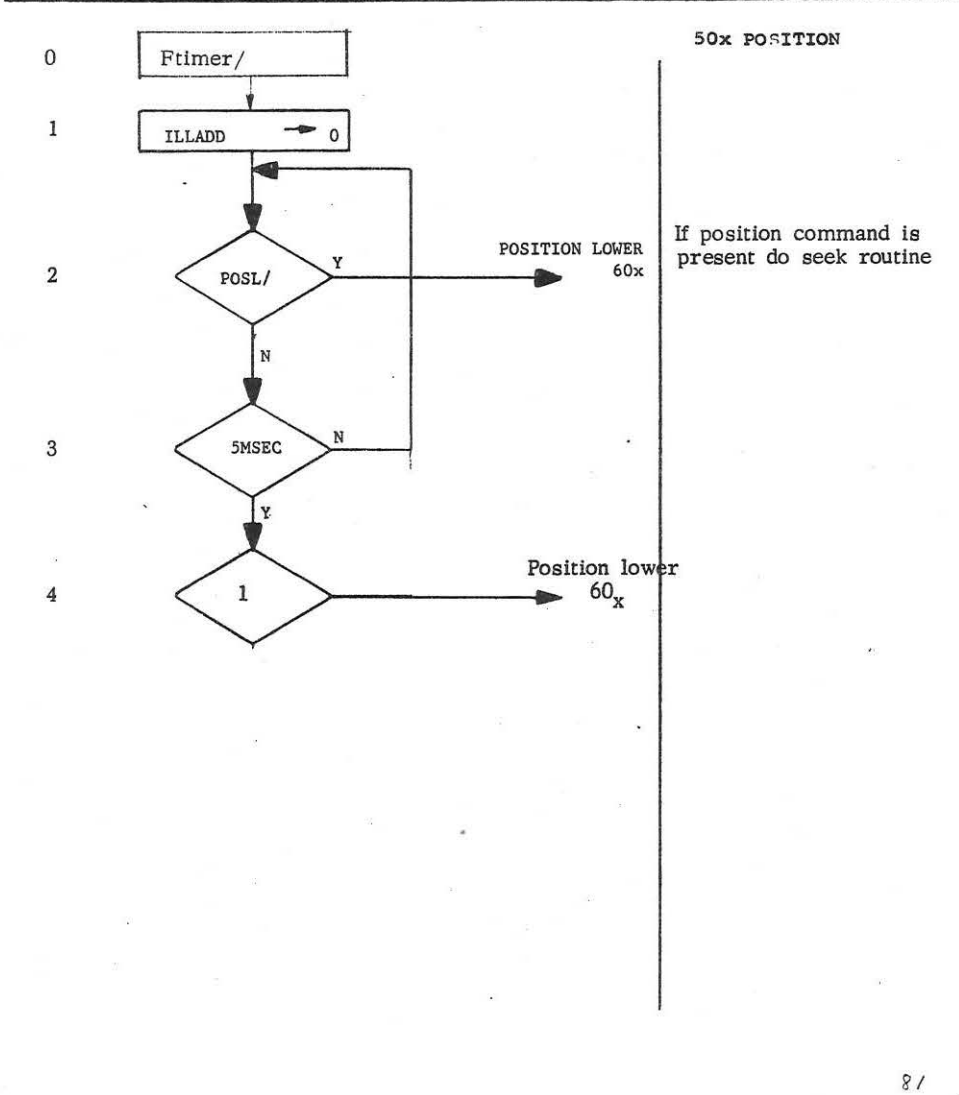 50x POSITION
0
Ftimer/
1
ILLADD → 0
2
POSL/
Y
POSITION LOWER
60x
If position command is
present do seek routine
N
3
5MSEC
N
Y
4
1
Position lower
60x
81